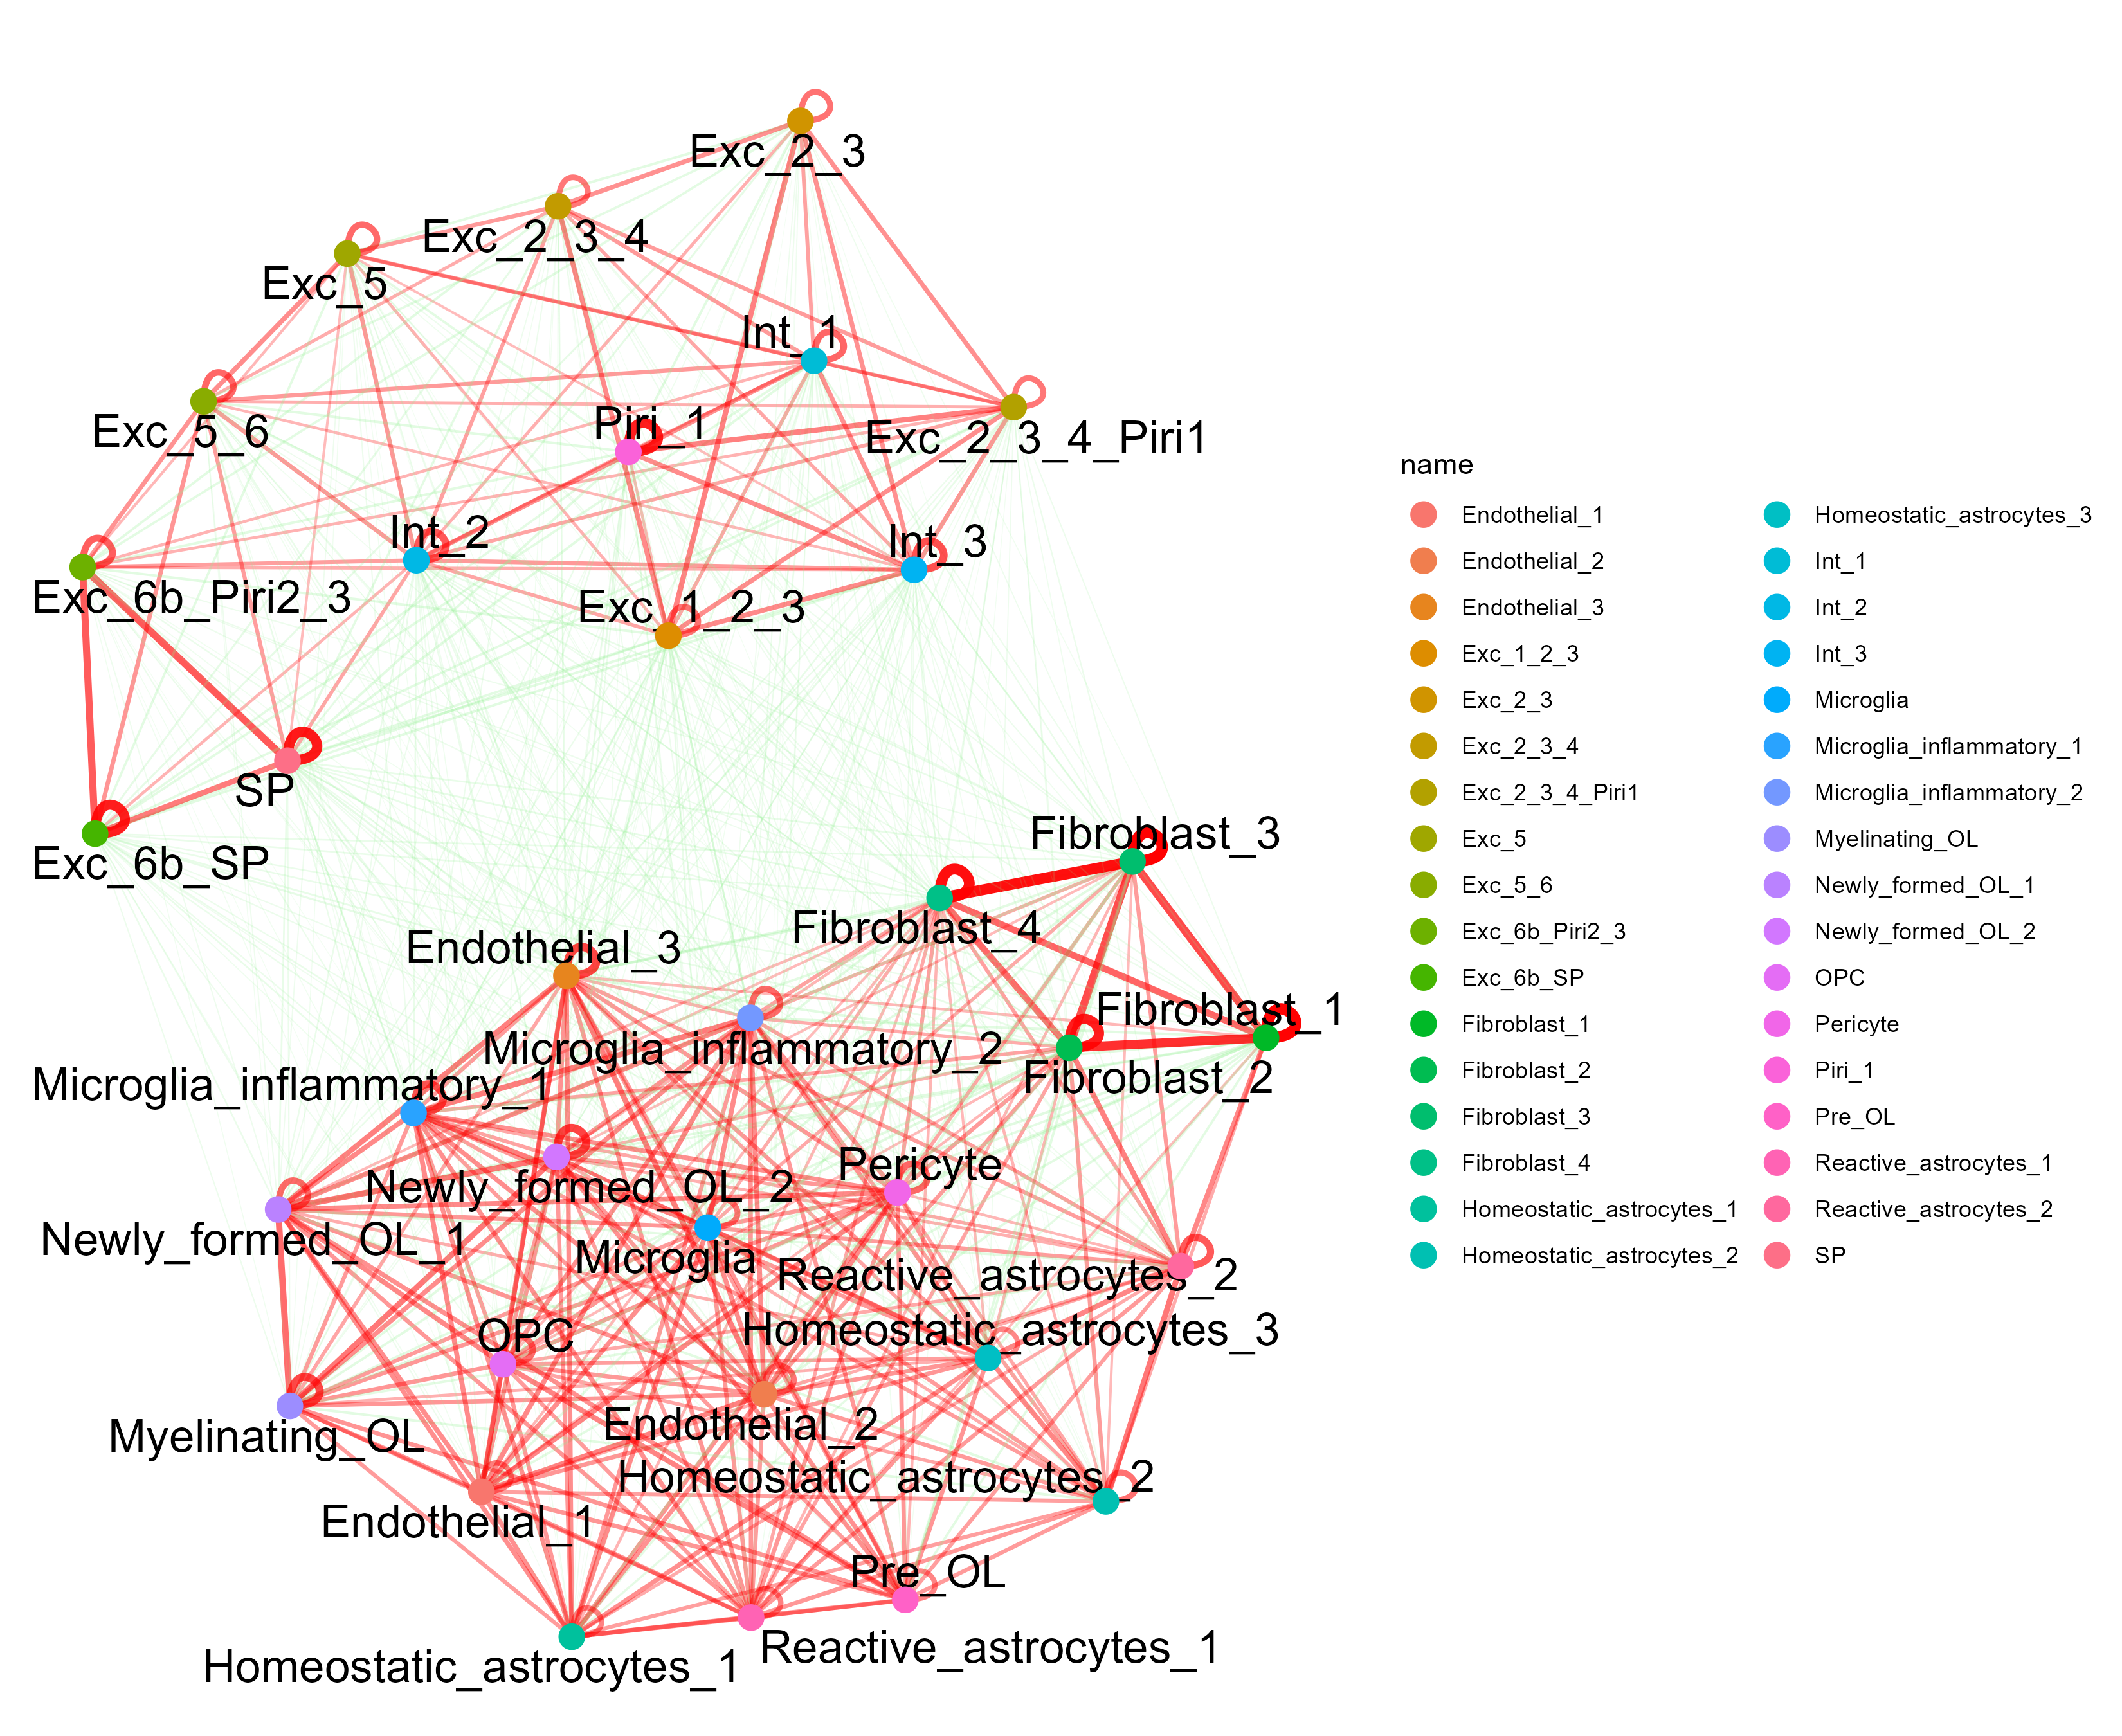 Exc_2_3
Exc_2_3_4
Exc_5
Int_1
Piri_1
Exc_5_6
Exc_2_3_4_Piri1
Int_2
Int_3
Exc_6b_Piri2_3
Exc_1_2_3
SP
Exc_6b_SP
Fibroblast_3
Fibroblast_4
Endothelial_3
Fibroblast_1
Microglia_inflammatory_2
Fibroblast_2
Microglia_inflammatory_1
Pericyte
Newly_formed_OL_2
Newly_formed_OL_1
Microglia
Reactive_astrocytes_2
OPC
Homeostatic_astrocytes_3
Endothelial_2
Myelinating_OL
Homeostatic_astrocytes_2
Endothelial_1
Pre_OL
Reactive_astrocytes_1
Homeostatic_astrocytes_1
name
Endothelial_1
Endothelial_2
Endothelial_3
Exc_1_2_3
Exc_2_3
Exc_2_3_4
Exc_2_3_4_Piri1
Exc_5
Exc_5_6
Exc_6b_Piri2_3
Exc_6b_SP
Fibroblast_1
Fibroblast_2
Fibroblast_3
Fibroblast_4
Homeostatic_astrocytes_1
Homeostatic_astrocytes_2
Homeostatic_astrocytes_3
Int_1
Int_2
Int_3
Microglia
Microglia_inflammatory_1
Microglia_inflammatory_2
Myelinating_OL
Newly_formed_OL_1
Newly_formed_OL_2
OPC
Pericyte
Piri_1
Pre_OL
Reactive_astrocytes_1
Reactive_astrocytes_2
SP